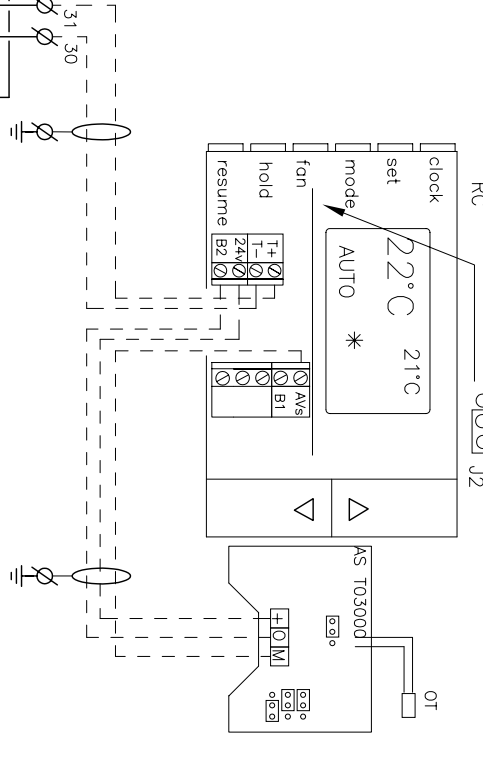 31
30
RC
clock
set
mode
fan
hold
resume
22°C
21°C
AUTO
T+
T-
24v
B2
AVs
B1
J2
AS T03000
OT
+
O
M